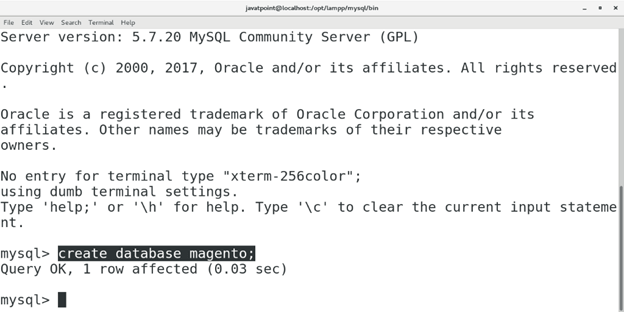 javatpoint@localhost:/opt/lampp/mysql/bin
File Edit View Search Terminal Help
Server version: 5.7.20 MySQL Community Server (GPL)
Copyright (c) 2000, 2017, Oracle and/or its affiliates. All rights reserved
.
Oracle is a registered trademark of Oracle Corporation and/or its
affiliates. Other names may be trademarks of their respective
owners.
No entry for terminal type "xterm-256color";
using dumb terminal settings.
Type 'help;' or '\h' for help. Type '\c' to clear the current input stateme
nt.
mysql> create database magento;
Query OK, 1 row affected (0.03 sec)
mysql>